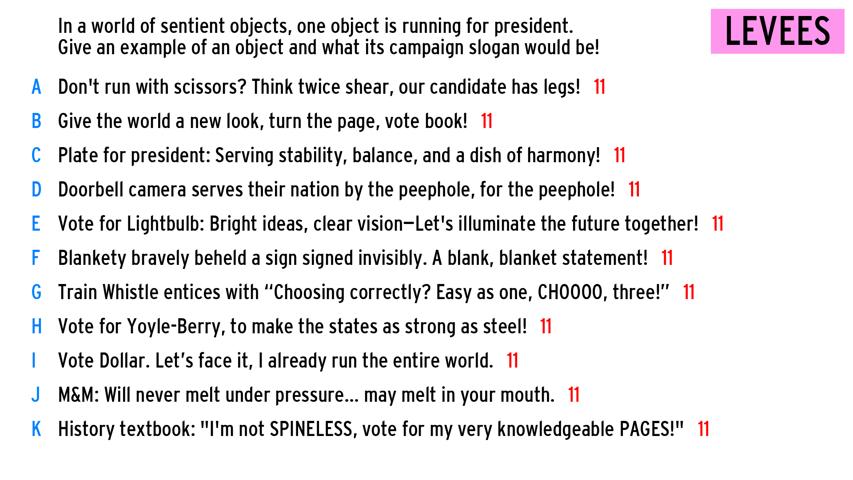 In a world of sentient objects, one object is running for president.
Give an example of an object and what its campaign slogan would be!
LEVEES
A Don't run with scissors? Think twice shear, our candidate has legs! 11
B Give the world a new look, turn the page, vote book! 11
C Plate for president: Serving stability, balance, and a dish of harmony! 11
D Doorbell camera serves their nation by the peephole, for the peephole! 11
E Vote for Lightbulb: Bright ideas, clear vision—Let's illuminate the future together! 11
F Blankety bravely beheld a sign signed invisibly. A blank, blanket statement! 11
G Train Whistle entices with “Choosing correctly? Easy as one, CHOOOO, three!” 11
H Vote for Yoyle-Berry, to make the states as strong as steel! 11
I Vote Dollar. Let’s face it, I already run the entire world. 11
J M&M: Will never melt under pressure... may melt in your mouth. 11
K History textbook: "I'm not SPINELESS, vote for my very knowledgeable PAGES!" 11